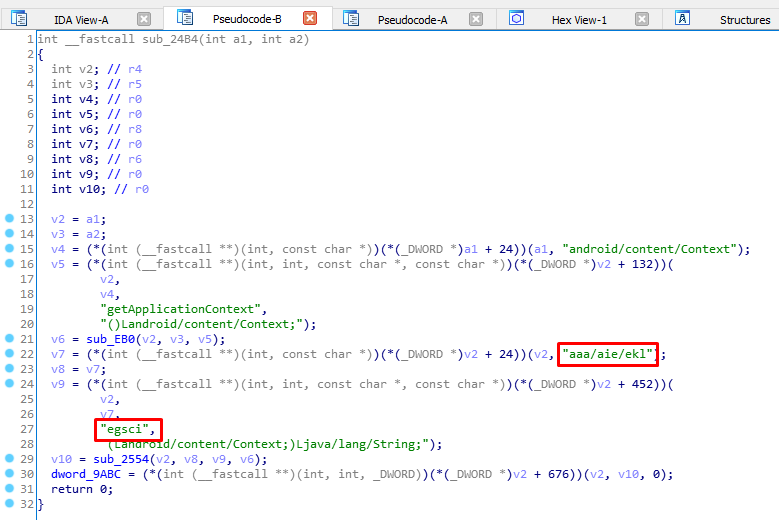 IDA View-A Pseudocode-B Pseudocode-A Hex View-1 Structures
1 int __fastcall sub_24B4(int a1, int a2)
2 {
3 int v2; // r4
4 int v3; // r5
5 int v4; // r0
6 int v5; // r0
7 int v6; // r8
8 int v7; // r0
9 int v8; // r6
10 int v9; // r0
11 int v10; // r0
12
13 v2 = a1;
14 v3 = a2;
15 v4 = (*(int (__fastcall **)(int, const char *))(*(_DWORD *)a1 + 24))(a1, "android/content/Context");
16 v5 = (*(int (__fastcall **)(int, int, const char *, const char *))(*(_DWORD *)v2 + 132))(
17 v2,
18 v4,
19 "getApplicationContext",
20 "()Landroid/content/Context;");
21 v6 = sub_EB0(v2, v3, v5);
22 v7 = (*(int (__fastcall **)(int, const char *))(*(_DWORD *)v2 + 24))(v2, "aaa/aie/ekl");
23 v8 = v7;
24 v9 = (*(int (__fastcall **)(int, int, const char *, const char *))(*(_DWORD *)v2 + 452))(
25 v2,
26 v7,
27 "egsci",
28 (Landroid/content/Context;)Ljava/lang/String;");
29 v10 = sub_2554(v2, v8, v9, v6);
30 dword_9ABC = (*(int (__fastcall **)(int, int, _DWORD))(*(_DWORD *)v2 + 676))(v2, v10, 0);
31 return 0;
32 }